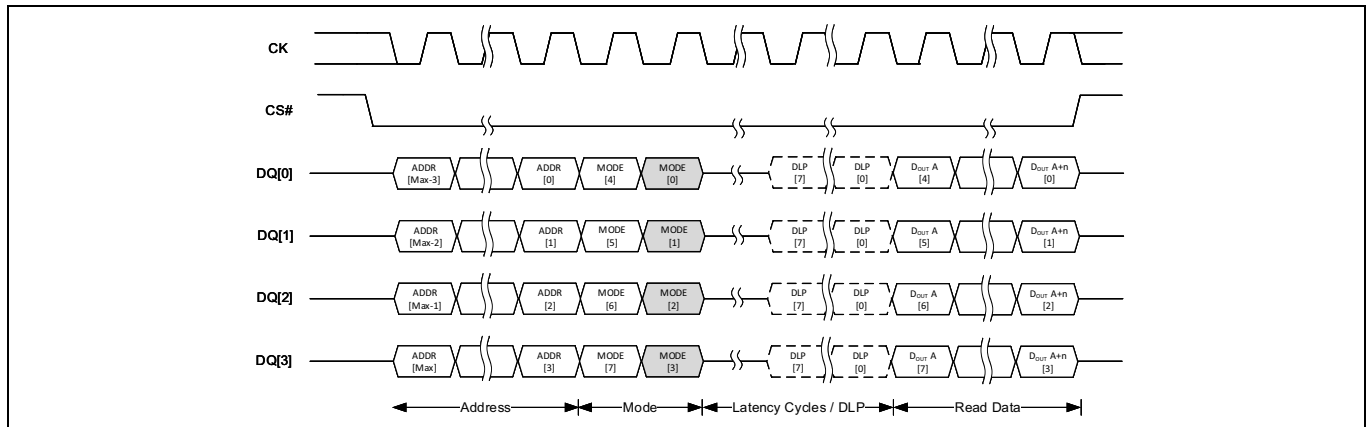 CK
CS#
DQ[0] ADDR [Max-3] ADDR [0] MODE [4] MODE [0] DLP [7] DLP [0] DOUT A [4] DOUT A+n [0]
DQ[1] ADDR [Max-2] ADDR [1] MODE [5] MODE [1] DLP [7] DLP [0] DOUT A [5] DOUT A+n [1]
DQ[2] ADDR [Max-1] ADDR [2] MODE [6] MODE [2] DLP [7] DLP [0] DOUT A [6] DOUT A+n [2]
DQ[3] ADDR [Max] ADDR [3] MODE [7] MODE [3] DLP [7] DLP [0] DOUT A [7] DOUT A+n [3]
Address Mode Latency Cycles / DLP Read Data